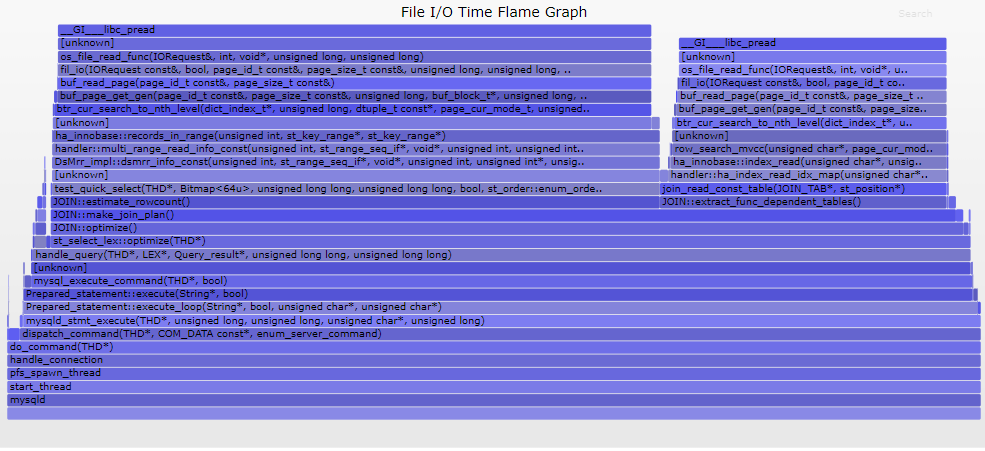 File I/O Time Flame Graph
Search
__GI___libc_pread
__GI___libc_pread
[unknown]
[unknown]
os_file_read_func(IORequest&, int, void*, unsigned long, unsigned long)
os_file_read_func(IORequest&, int, void*, u..
fil_io(IORequest const&, bool, page_id_t const&, page_size_t const&, unsigned long, unsigned long, ..
fil_io(IORequest const&, bool, page_id_t co..
buf_read_page(page_id_t const&, page_size_t const&)
buf_read_page(page_id_t const&, page_size_t ..
buf_page_get_gen(page_id_t const&, page_size_t const&, unsigned long, buf_block_t*, unsigned long, ..
buf_page_get_gen(page_id_t const&, page_size..
btr_cur_search_to_nth_level(dict_index_t*, unsigned long, dtuple_t const*, page_cur_mode_t, unsigned..
btr_cur_search_to_nth_level(dict_index_t*, u..
[unknown]
[unknown]
ha_innobase::records_in_range(unsigned int, st_key_range*, st_key_range*)
row_search_mvcc(unsigned char*, page_cur_mod..
handler::multi_range_read_info_const(unsigned int, st_range_seq_if*, void*, unsigned int, unsigned int..
ha_innobase::index_read(unsigned char*, unsig..
DsMrr_impl::dsmrr_info_const(unsigned int, st_range_seq_if*, void*, unsigned int, unsigned int*, unsig..
handler::ha_index_read_idx_map(unsigned char*..
[unknown]
test_quick_select(THD*, Bitmap<64u>, unsigned long long, unsigned long long, bool, st_order::enum_orde..
join_read_const_table(JOIN_TAB*, st_position*)
JOIN::estimate_rowcount()
JOIN::extract_func_dependent_tables()
JOIN::make_join_plan()
JOIN::optimize()
st_select_lex::optimize(THD*)
handle_query(THD*, LEX*, Query_result*, unsigned long long, unsigned long long)
[unknown]
mysql_execute_command(THD*, bool)
Prepared_statement::execute(String*, bool)
Prepared_statement::execute_loop(String*, bool, unsigned char*, unsigned char*)
mysqld_stmt_execute(THD*, unsigned long, unsigned long, unsigned char*, unsigned long)
dispatch_command(THD*, COM_DATA const*, enum_server_command)
do_command(THD*)
handle_connection
pfs_spawn_thread
start_thread
mysqld